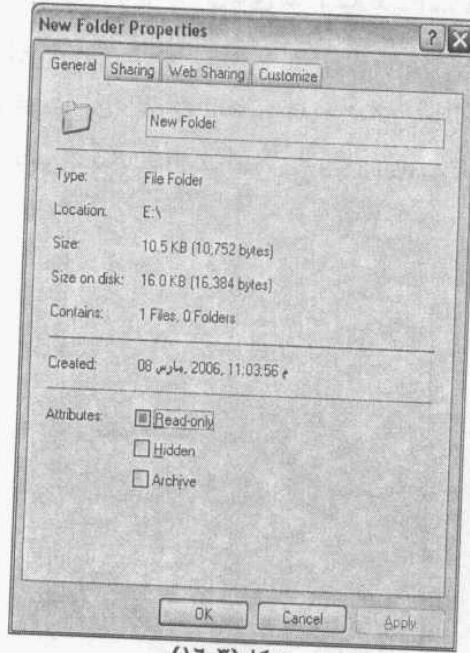 New Folder Properties
General Sharing Web Sharing Customize
New Folder
Type: File Folder
Location: E:\
Size: 10.5 KB (10,752 bytes)
Size on disk: 16.0 KB (16,384 bytes)
Contains: 1 Files, 0 Folders
Created: 08 مارس, 2006, 11:03:56 م
Attributes: Read-only
Hidden
Archive
OK Cancel Apply